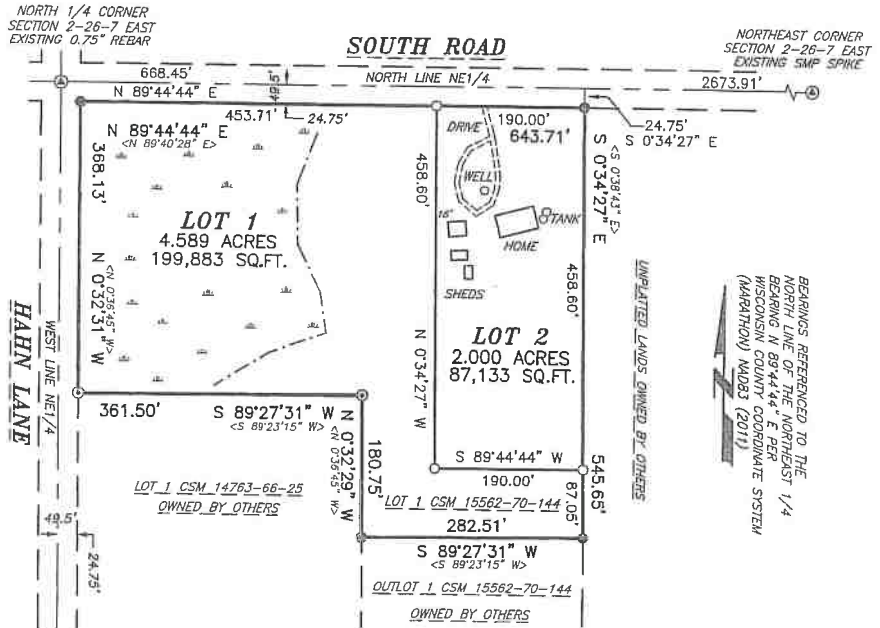 NORTH 1/4 CORNER
SECTION 2-26-7 EAST
EXISTING 0.75" REBAR
SOUTH ROAD
NORTHEAST CORNER
SECTION 2-26-7 EAST
EXISTING SMP SPIKE
668.45'
49.5'
NORTH LINE NE1/4
2673.91'
N 89°44'44" E
453.71'
24.75'
190.00'
643.71'
24.75'
S 0°34'27" E
N 89°44'44" E
<N 89°40'28" E>
DRIVE
S 0°34'27" E
<S 0°38'43" E>
368.13'
458.60'
WELL
LOT 1
4.589 ACRES
199,883 SQ.FT.
16'
TANK
HOME
SHEDS
N 0°32'31" W
<N 0°36'45" W>
458.60'
UNPLATTED LANDS OWNED BY OTHERS
BEARINGS REFERENCED TO THE
NORTH LINE OF THE NORTHEAST 1/4
BEARING N 89°44'44" E PER
WISCONSIN COUNTY COORDINATE SYSTEM
(MARATHON) NAD83 (2011)
N
HAHN LANE
WEST LINE NE1/4
N 0°34'27" W
LOT 2
2.000 ACRES
87,133 SQ.FT.
361.50'
S 89°27'31" W
<S 89°23'15" W>
N 0°32'29" W
<N 0°36'45" W>
180.75'
S 89°44'44" W
190.00'
545.65'
87.05'
LOT 1 CSM 14763-66-25
OWNED BY OTHERS
LOT 1 CSM 15562-70-144
282.51'
49.5'
24.75'
S 89°27'31" W
<S 89°23'15" W>
OUTLOT 1 CSM 15562-70-144
OWNED BY OTHERS